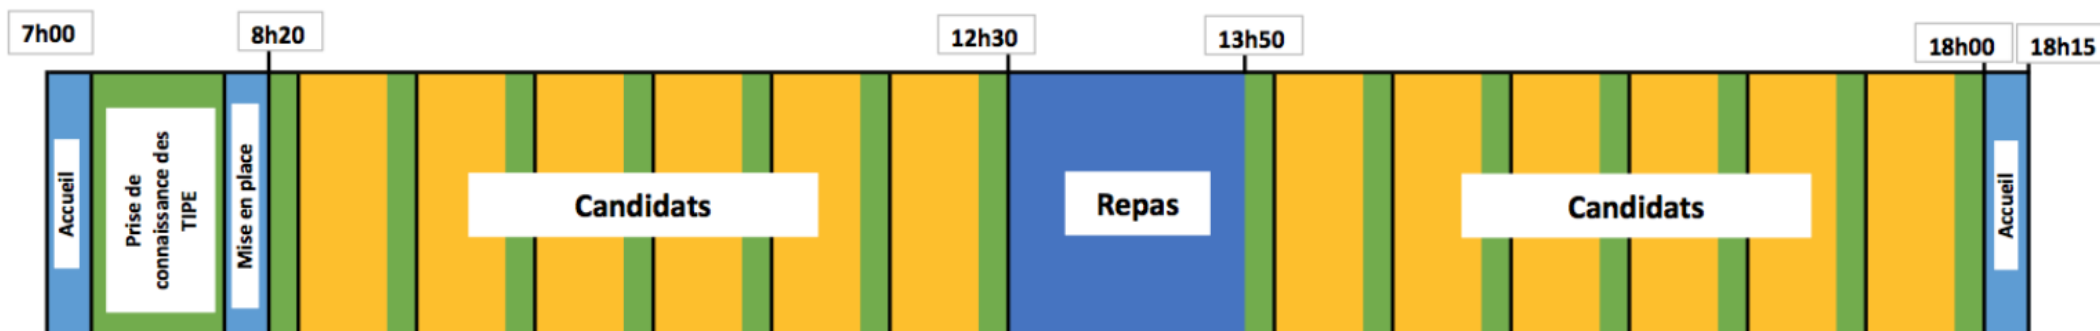 7h00
8h20
12h30
13h50
18h00
18h15
Accueil
Prise de
connaissance des
TIPE
Mise en place
Candidats
Repas
Candidats
Accueil